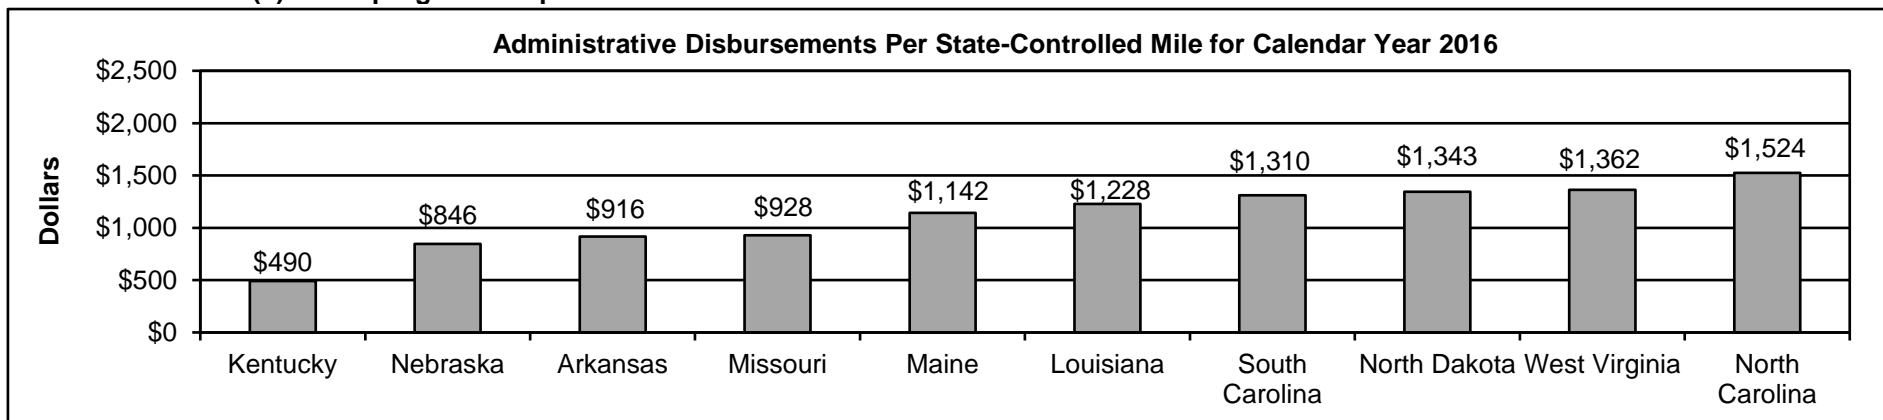 Administrative Disbursements Per State-Controlled Mile for Calendar Year 2016
$2,500
$2,000
$1,500
$1,000
$500
$0
Dollars
$490
$846
$916
$928
$1,142
$1,228
$1,310
$1,343
$1,362
$1,524
Kentucky
Nebraska
Arkansas
Missouri
Maine
Louisiana
South
Carolina
North Dakota
West Virginia
North
Carolina